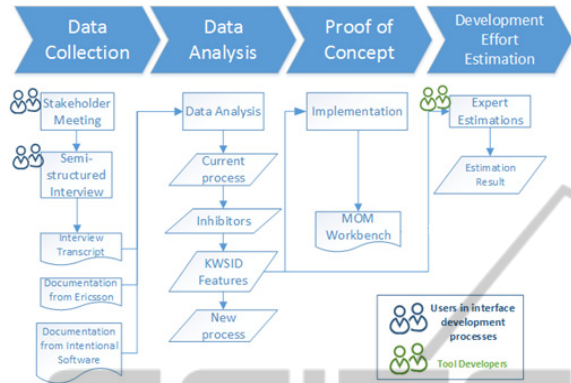 Data
Collection
Data
Analysis
Proof of
Concept
Development
Effort
Estimation
Stakeholder
Meeting
Semi-
structured
Interview
Interview
Transcript
Documentation
from Ericsson
Documentation
from Intentional
Software
Data Analysis
Current
process
Inhibitors
KWSID
Features
New
process
Implementation
MOM
Workbench
Expert
Estimations
Estimation
Result
Users in interface
development
processes
Tool Developers